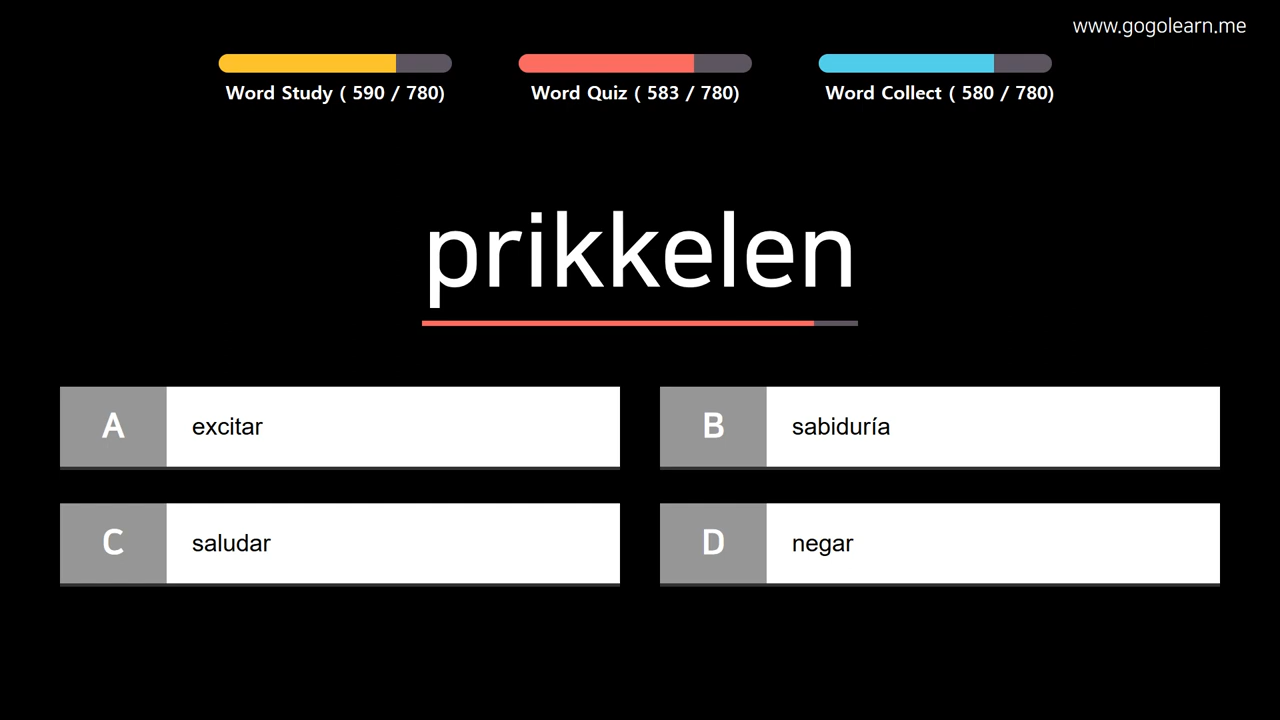 www.gogolearn.me
Word Study ( 590 / 780)
Word Quiz ( 583 / 780)
Word Collect ( 580 / 780)
prikkelen
A
excitar
B
sabiduría
C
saludar
D
negar